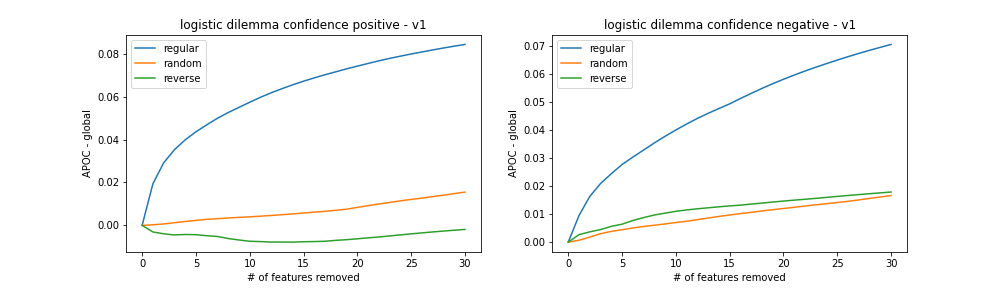 logistic dilemma confidence positive - v1
APOC - global
0.08
0.06
0.04
0.02
0.00
regular
random
reverse
0 5 10 15 20 25 30
# of features removed
logistic dilemma confidence negative - v1
APOC - global
0.07
0.06
0.05
0.04
0.03
0.02
0.01
0.00
regular
random
reverse
0 5 10 15 20 25 30
# of features removed